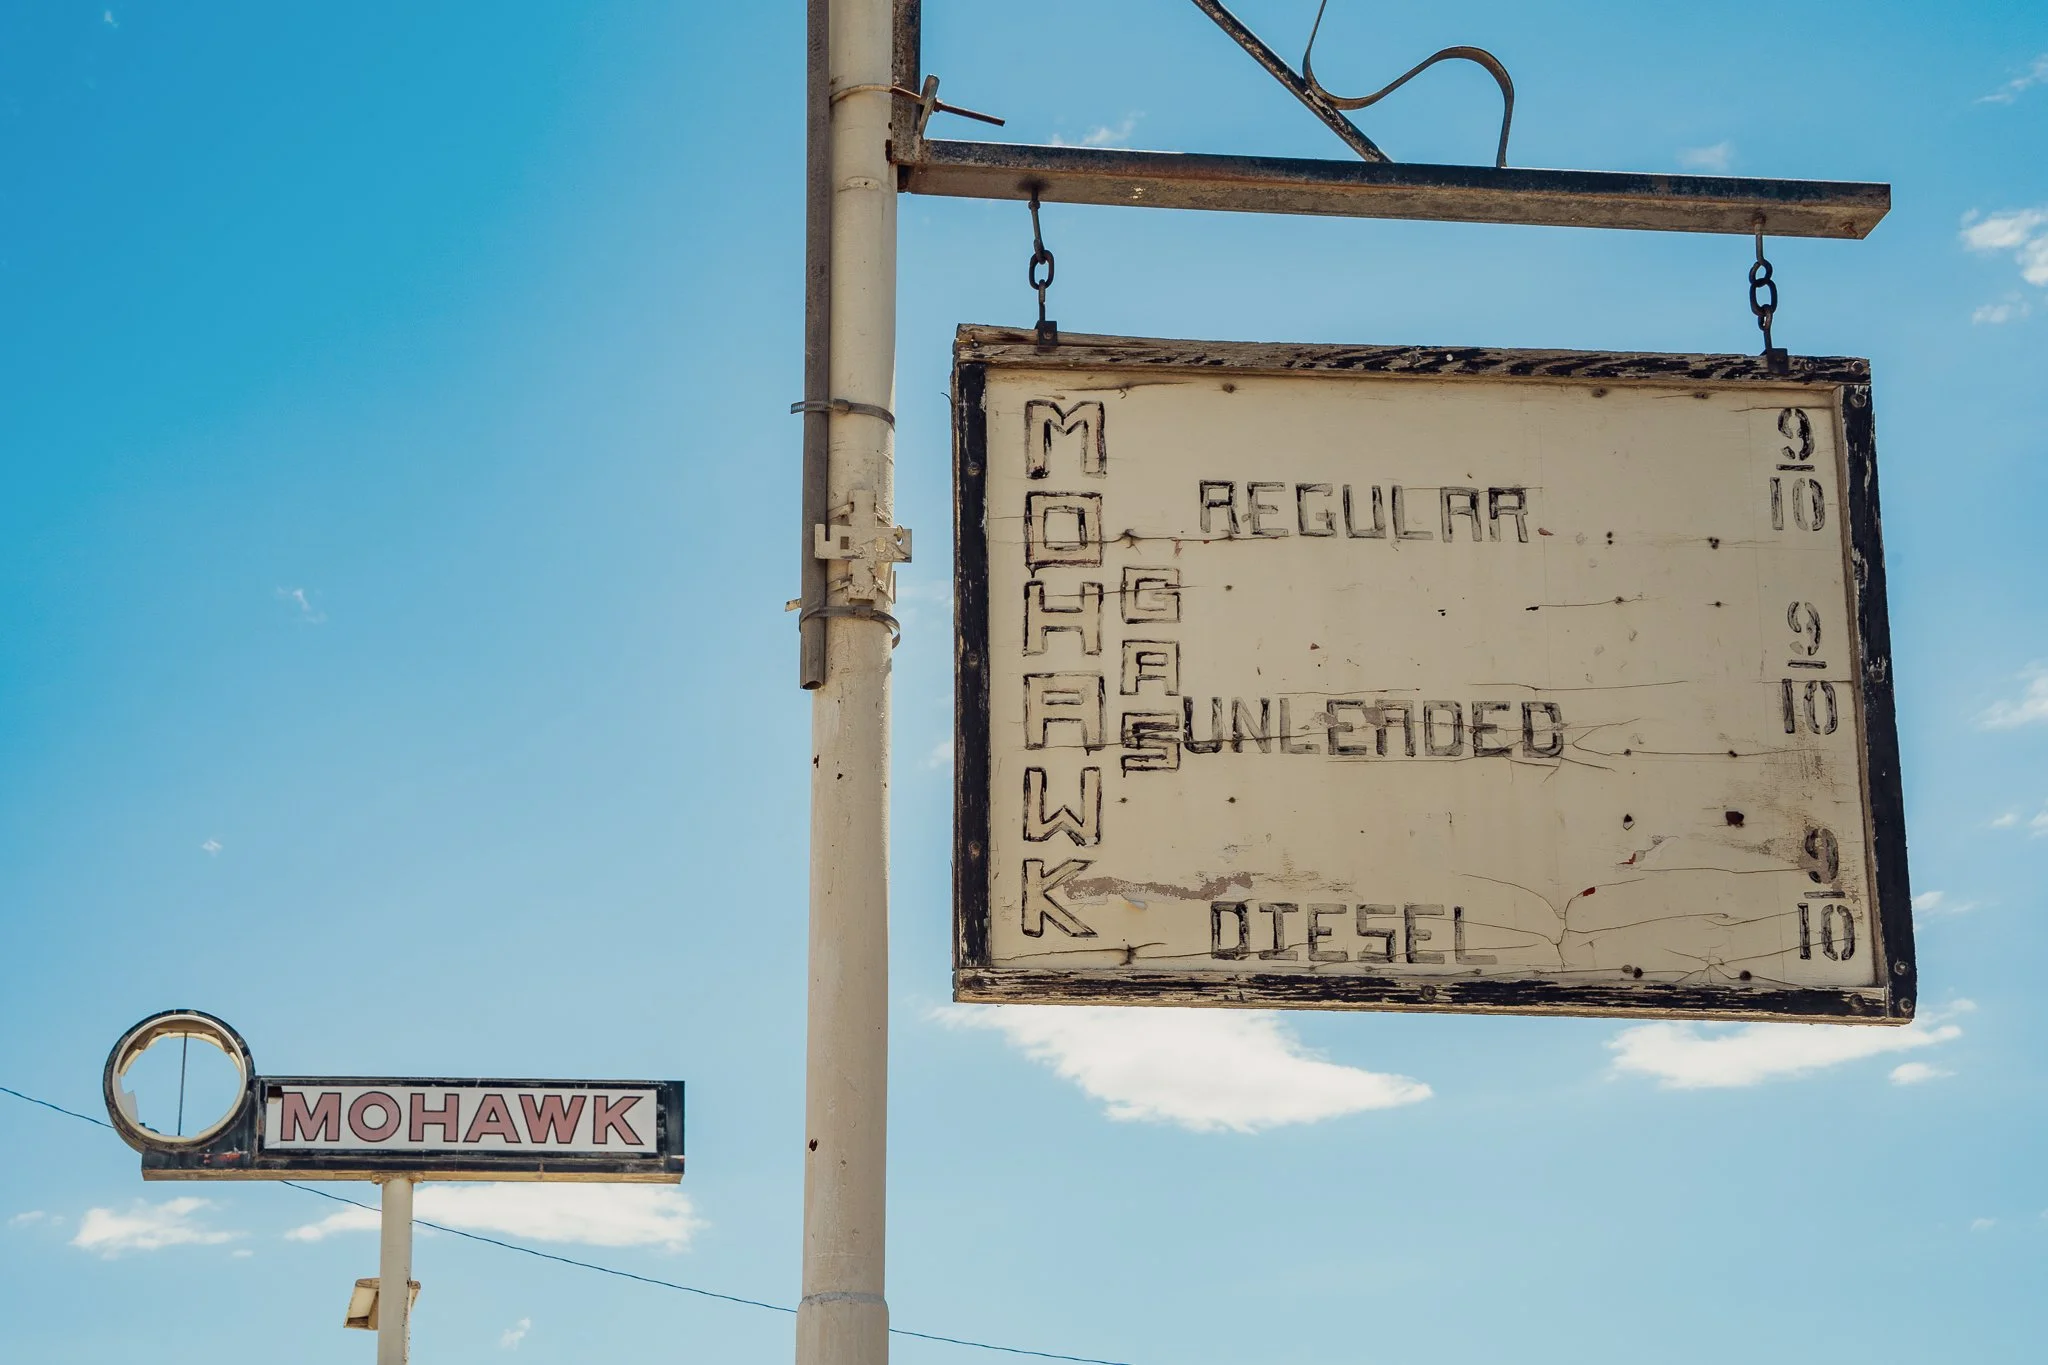 MOHAWK
GAS
REGULAR 9/10
UNLEADED 9/10
DIESEL 9/10
MOHAWK